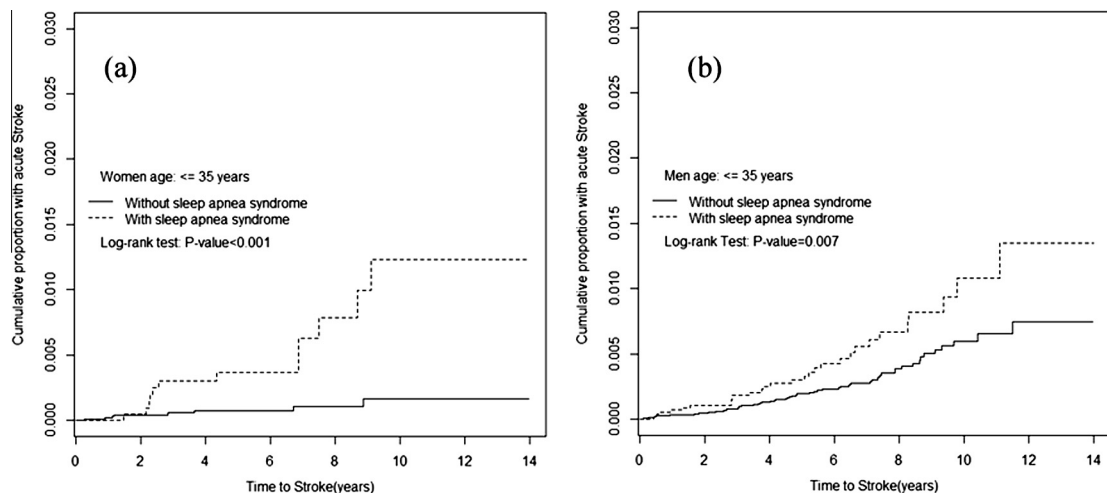 (a)
Cumulative proportion with acute Stroke
0.030
0.025
0.020
0.015
0.010
0.005
0.000
Women age: <= 35 years
Without sleep apnea syndrome
With sleep apnea syndrome
Log-rank test: P-value<0.001
0 2 4 6 8 10 12 14
Time to Stroke(years)
(b)
Cumulative proportion with acute Stroke
0.030
0.025
0.020
0.015
0.010
0.005
0.000
Men age: <= 35 years
Without sleep apnea syndrome
With sleep apnea syndrome
Log-rank Test: P-value=0.007
0 2 4 6 8 10 12 14
Time to Stroke(years)